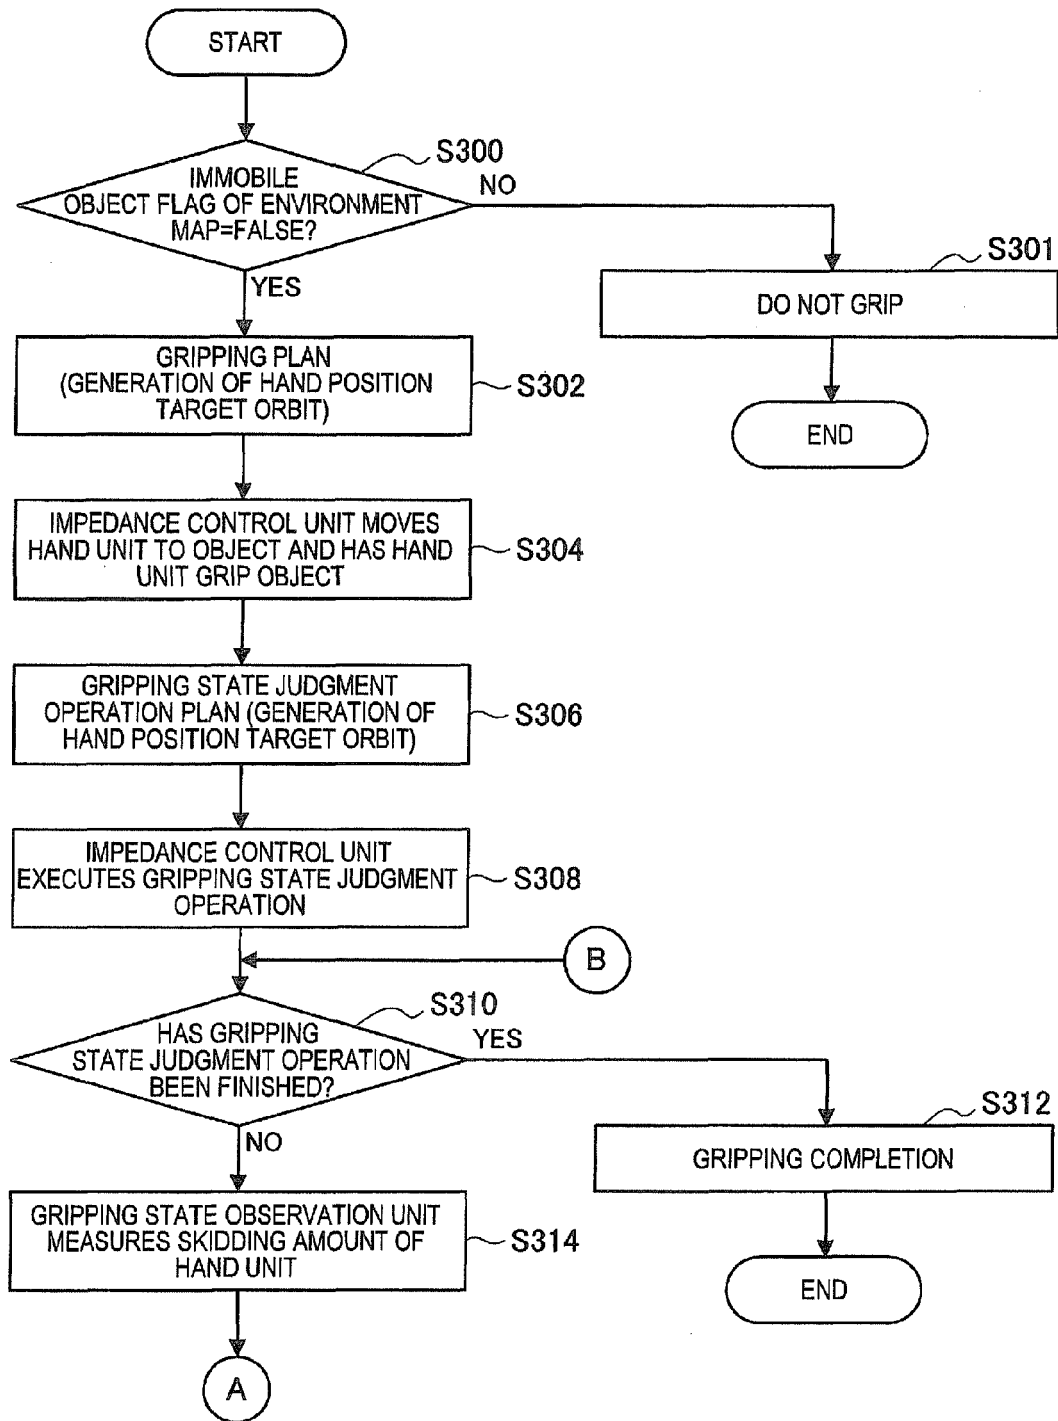 START
S300
IMMOBILE
OBJECT FLAG OF ENVIRONMENT
MAP=FALSE?
NO
YES
S301
DO NOT GRIP
END
GRIPPING PLAN
(GENERATION OF HAND POSITION
TARGET ORBIT)
S302
IMPEDANCE CONTROL UNIT MOVES
HAND UNIT TO OBJECT AND HAS HAND
UNIT GRIP OBJECT
S304
GRIPPING STATE JUDGMENT
OPERATION PLAN (GENERATION OF
HAND POSITION TARGET ORBIT)
S306
IMPEDANCE CONTROL UNIT
EXECUTES GRIPPING STATE JUDGMENT
OPERATION
S308
B
S310
HAS GRIPPING
STATE JUDGMENT OPERATION
BEEN FINISHED?
YES
NO
S312
GRIPPING COMPLETION
END
GRIPPING STATE OBSERVATION UNIT
MEASURES SKIDDING AMOUNT OF
HAND UNIT
S314
A